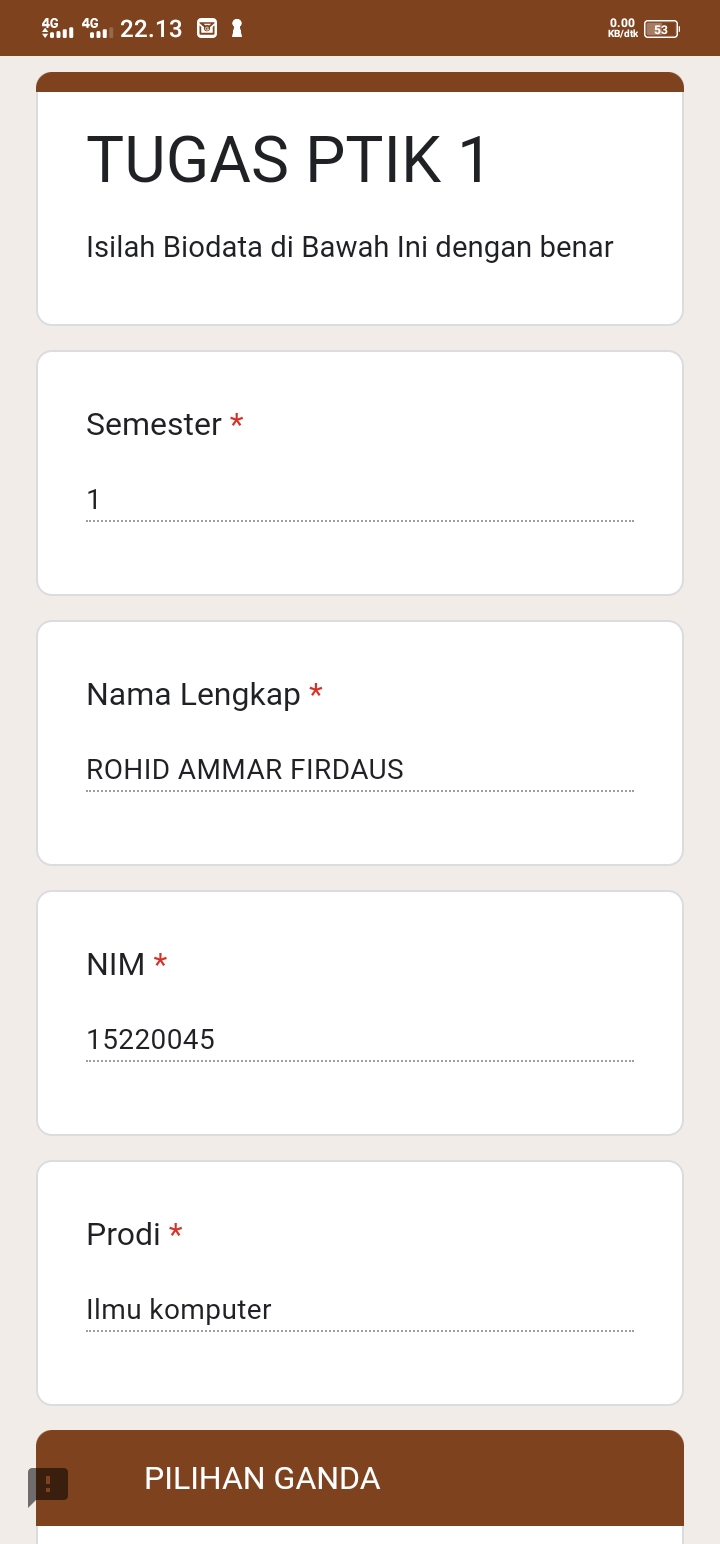 4G 4G 22.13 0.00 KB/dtk 53
TUGAS PTIK 1
Isilah Biodata di Bawah Ini dengan benar
Semester *
1
Nama Lengkap *
ROHID AMMAR FIRDAUS
NIM *
15220045
Prodi *
Ilmu komputer
PILIHAN GANDA